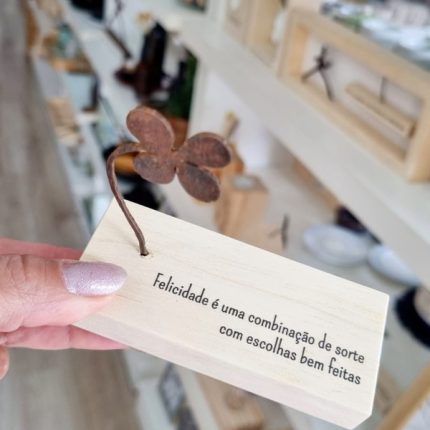 Felicidade é uma combinação de sorte
com escolhas bem feitas